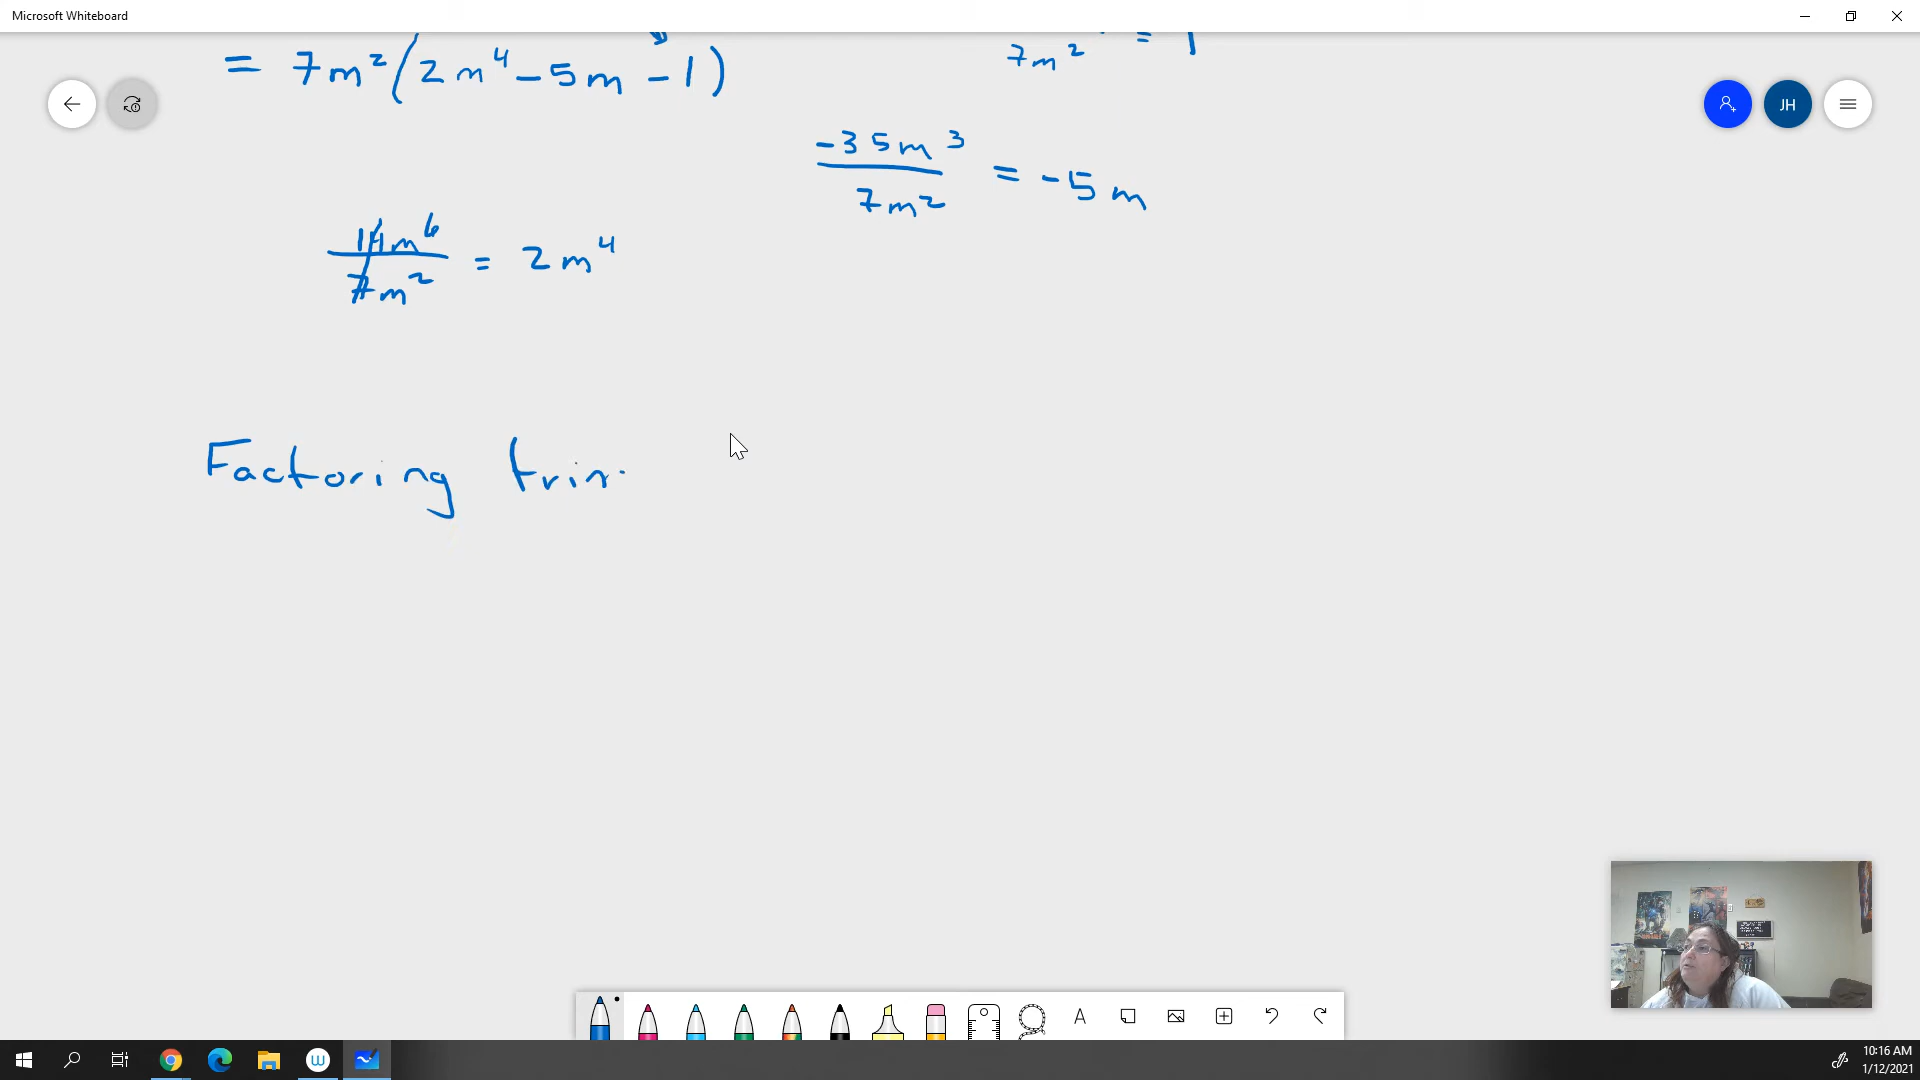 Microsoft Whiteboard
= 7m²(2m⁴ - 5m - 1)
7m² = 1
JH
-35m³
7m²
= -5m
14m⁶
7m²
= 2m⁴
Factoring trin
A
10:16 AM
1/12/2021